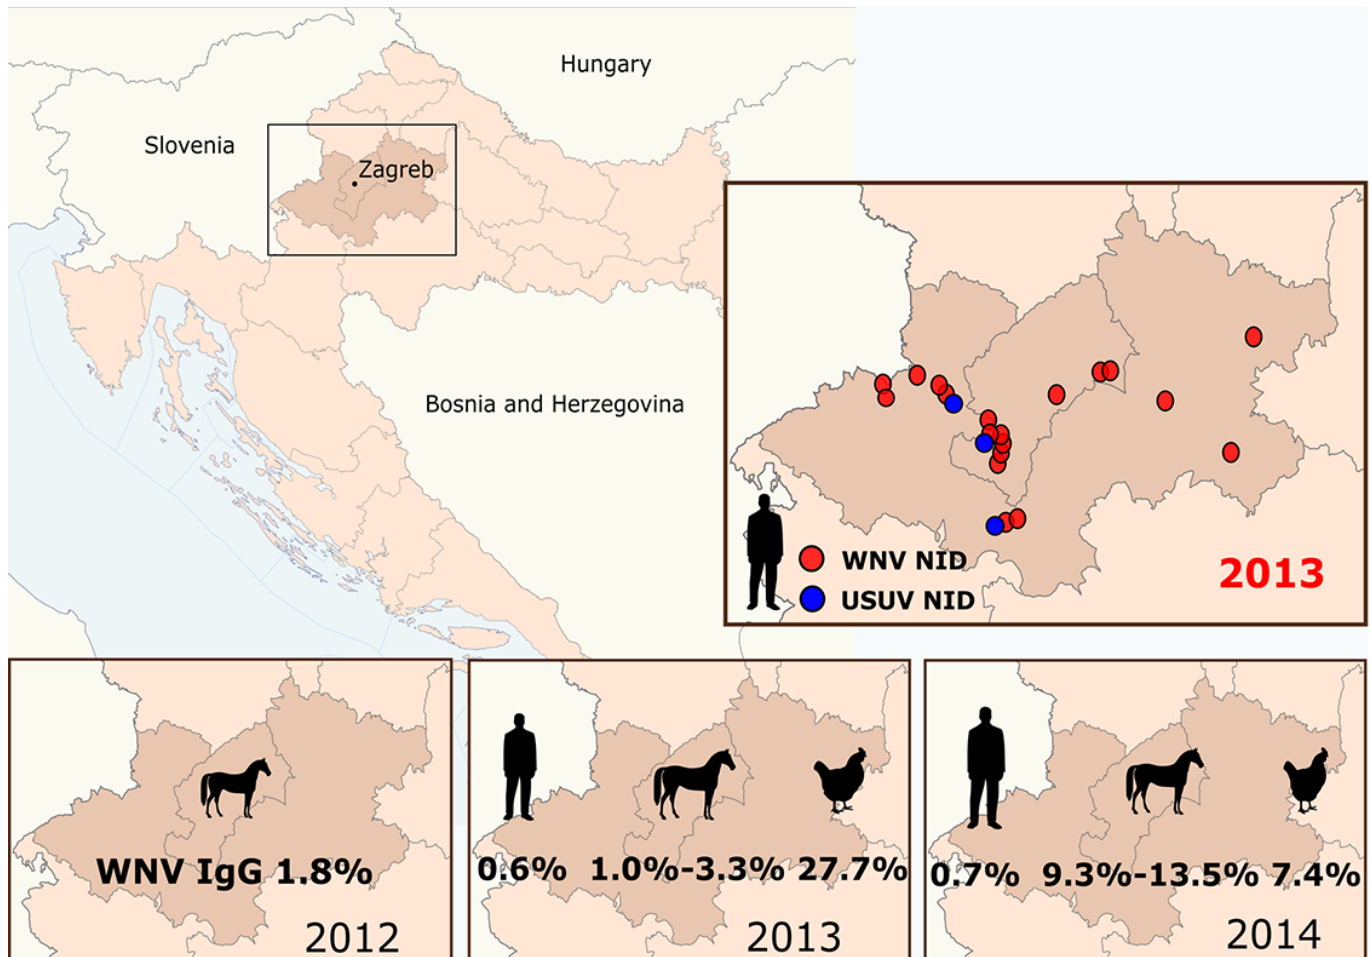 Hungary
Slovenia
Zagreb
Bosnia and Herzegovina
WNV NID
USUV NID
2013
WNV IgG 1.8%
2012
0.6% 1.0%-3.3% 27.7%
2013
0.7% 9.3%-13.5% 7.4%
2014